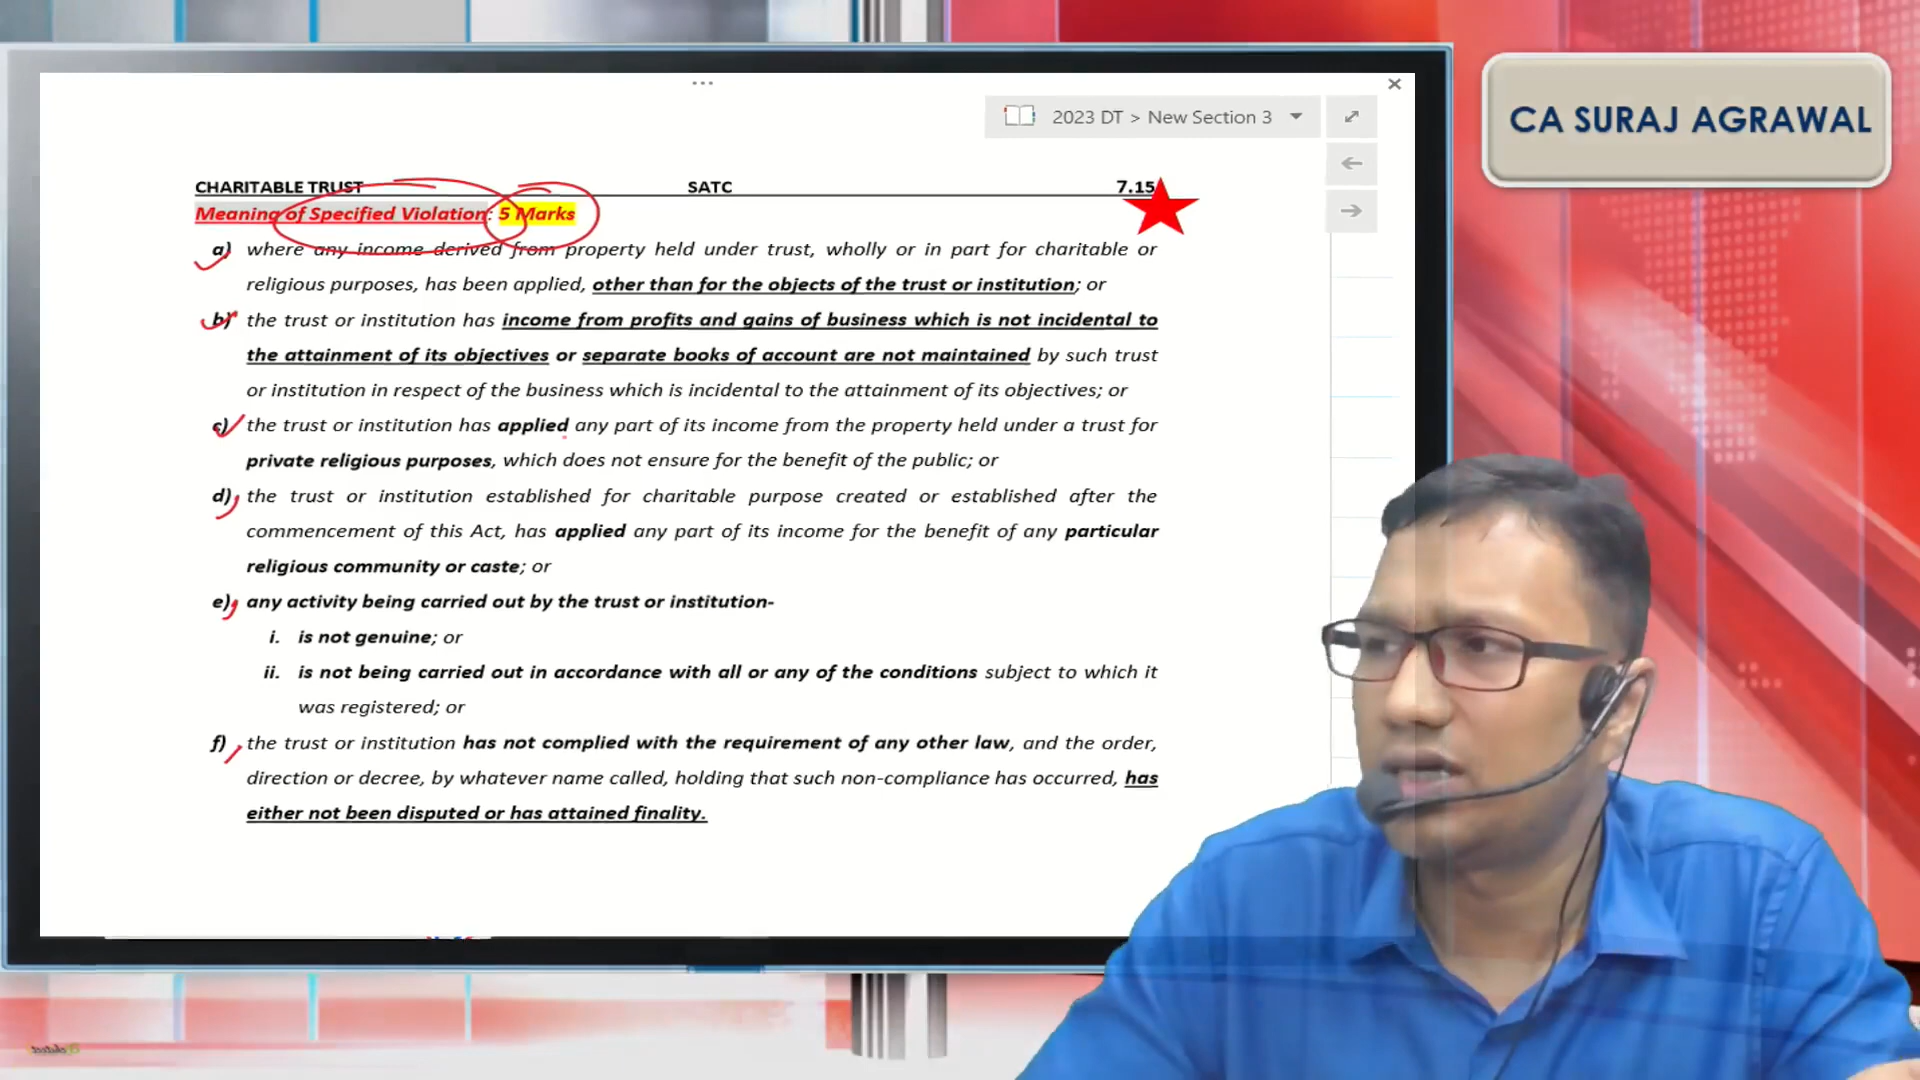 2023 DT > New Section 3
CA SURAJ AGRAWAL
CHARITABLE TRUST SATC 7.15
Meaning of Specified Violation: 5 Marks
a) where any income derived from property held under trust, wholly or in part for charitable or
religious purposes, has been applied, other than for the objects of the trust or institution; or
b) the trust or institution has income from profits and gains of business which is not incidental to
the attainment of its objectives or separate books of account are not maintained by such trust
or institution in respect of the business which is incidental to the attainment of its objectives; or
c) the trust or institution has applied any part of its income from the property held under a trust for
private religious purposes, which does not ensure for the benefit of the public; or
d) the trust or institution established for charitable purpose created or established after the
commencement of this Act, has applied any part of its income for the benefit of any particular
religious community or caste; or
e) any activity being carried out by the trust or institution-
i. is not genuine; or
ii. is not being carried out in accordance with all or any of the conditions subject to which it
was registered; or
f) the trust or institution has not complied with the requirement of any other law, and the order,
direction or decree, by whatever name called, holding that such non-compliance has occurred, has
either not been disputed or has attained finality.